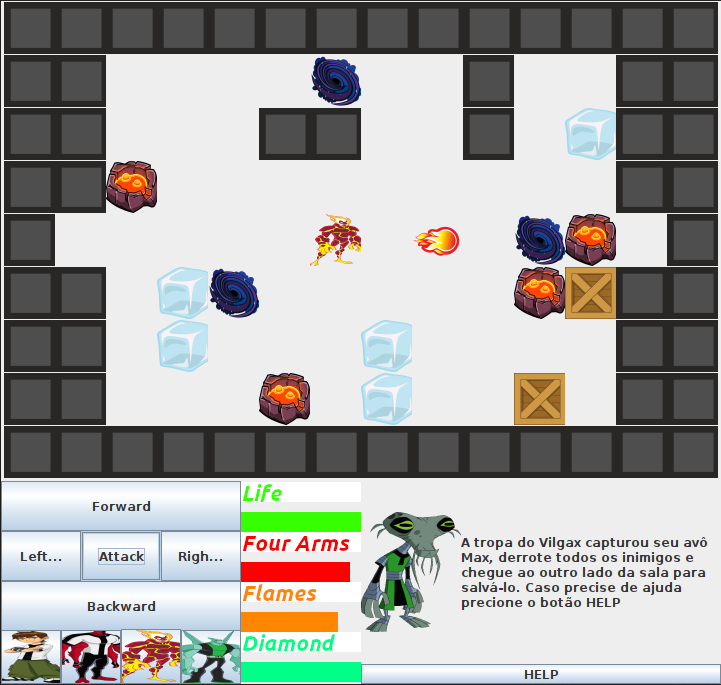 Forward
Left...
Attack
Righ...
Backward
Life
Four Arms
Flames
Diamond
A tropa do Vilgax capturou seu avô
Max, derrote todos os inimigos e
chegue ao outro lado da sala para
salvá-lo. Caso precise de ajuda
precione o botão HELP
HELP